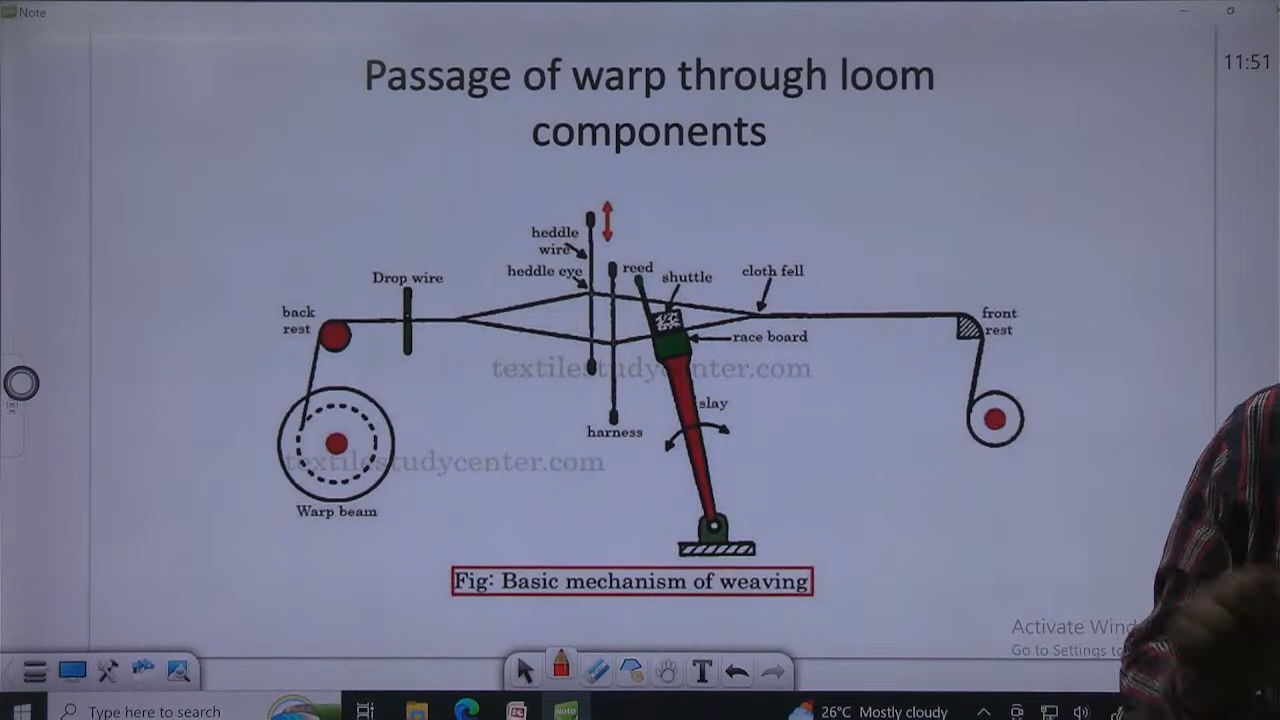 Note
Passage of warp through loom
components
11:51
heddle
wire
heddle eye
reed
shuttle
cloth fell
Drop wire
back
rest
front
rest
race board
textilestudycenter.com
slay
harness
textilestudycenter.com
Warp beam
Fig: Basic mechanism of weaving
Activate Wind
Go to Settings to
T
Type here to search
Note
26°C Mostly cloudy